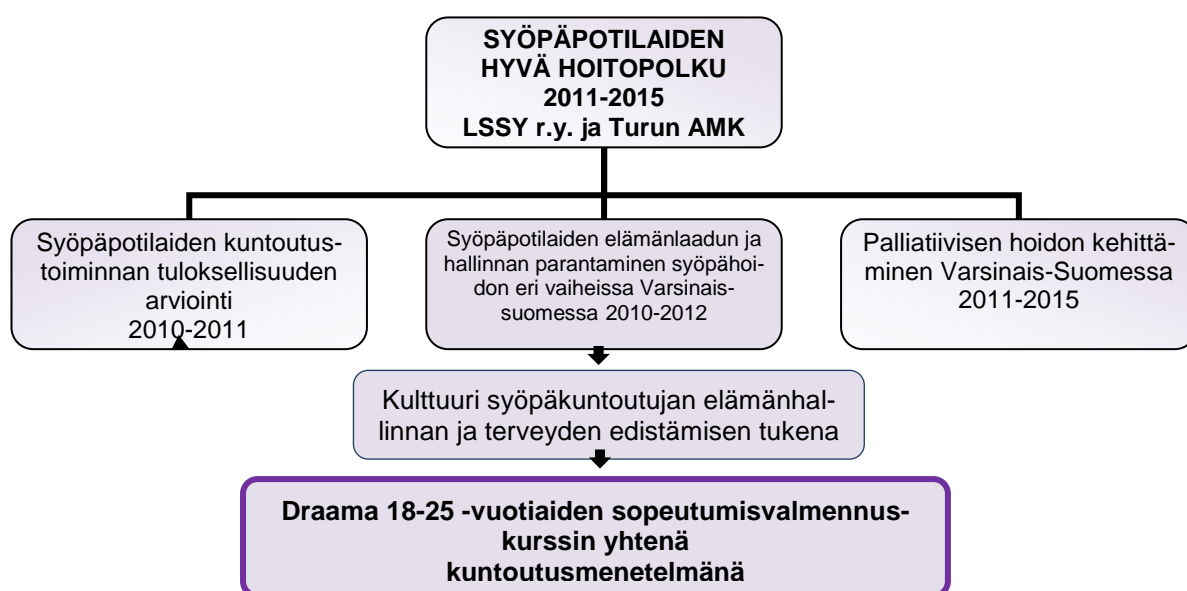 SYÖPÄPOTILAIDEN
HYVÄ HOITOPOLKU
2011-2015
LSSY r.y. ja Turun AMK
Syöpäpotilaiden kuntoutus-
toiminnan tuloksellisuuden
arviointi
2010-2011
Syöpäpotilaiden elämänlaadun ja
hallinnan parantaminen syöpähoi-
don eri vaiheissa Varsinais-
suomessa 2010-2012
Palliatiivisen hoidon kehittä-
minen Varsinais-Suomessa
2011-2015
Kulttuuri syöpäkuntoutujan elämänhal-
linnan ja terveyden edistämisen tukena
Draama 18-25 -vuotiaiden sopeutumisvalmennus-
kurssin yhtenä
kuntoutusmenetelmänä